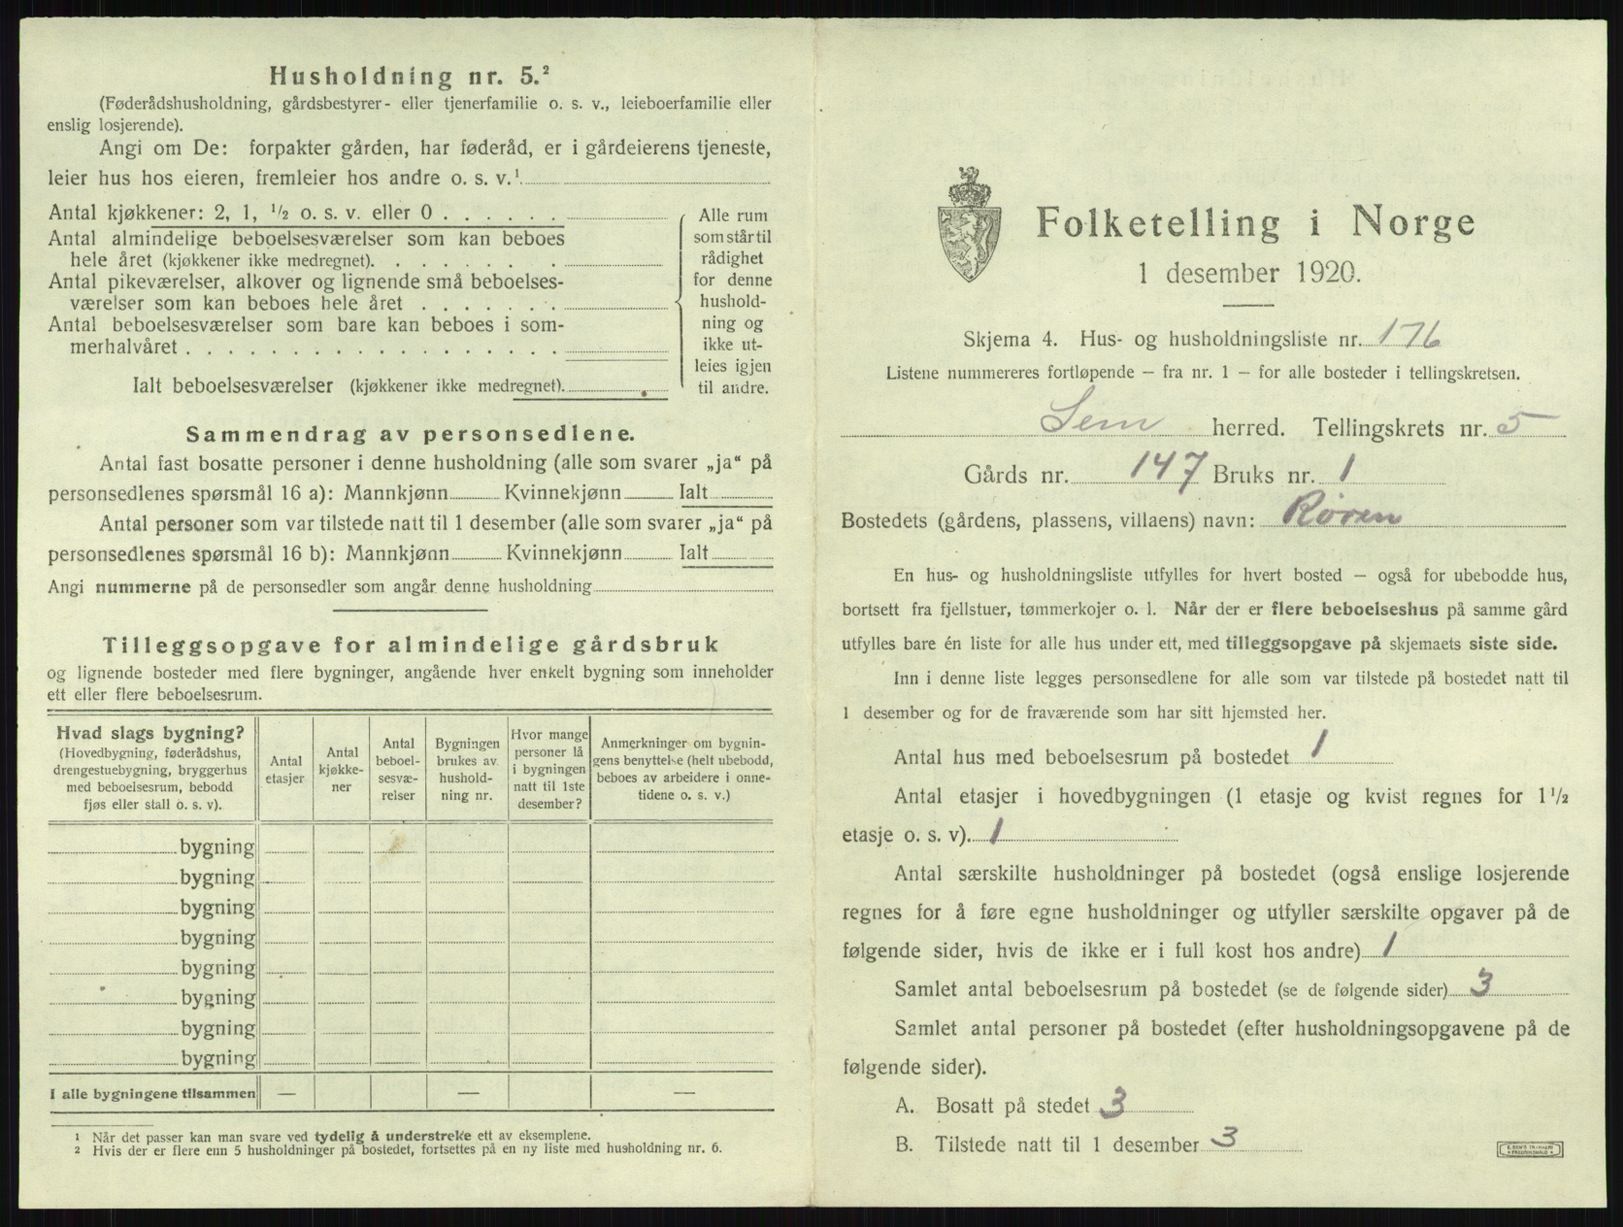 Husholdning nr. 5.²
(Føderådshusholdning, gårdsbestyrer- eller tjenerfamilie o. s. v., leieboerfamilie eller
enslig losjerende).
Angi om De: forpakter gården, har føderåd, er i gårdeierens tjeneste,
leier hus hos eieren, fremleier hos andre o. s. v.¹
Antal kjøkkener: 2, 1, ½ o. s. v. eller 0 . . . . . .
Antal almindelige beboelsesværelser som kan beboes
hele året (kjøkkener ikke medregnet). . . . . . . .
Antal pikeværelser, alkover og lignende små beboelses-
værelser som kan beboes hele året . . . . . . .
Antal beboelsesværelser som bare kan beboes i som-
merhalvåret . . . . . . . . . . . . . . . . . .
Ialt beboelsesværelser (kjøkkener ikke medregnet).
Alle rum
som står til
rådighet
for denne
hushold-
ning og
ikke ut-
leies igjen
til andre.
Sammendrag av personsedlene.
Antal fast bosatte personer i denne husholdning (alle som svarer „ja“ på
personsedlenes spørsmål 16 a): Mannkjønn Kvinnekjønn Ialt
Antal personer som var tilstede natt til 1 desember (alle som svarer „ja“ på
personsedlenes spørsmål 16 b): Mannkjønn Kvinnekjønn Ialt
Angi nummerne på de personsedler som angår denne husholdning
Tilleggsopgave for almindelige gårdsbruk
og lignende bosteder med flere bygninger, angående hver enkelt bygning som inneholder
ett eller flere beboelsesrum.
Hvad slags bygning?
(Hovedbygning, føderådshus,
drengestuebygning, bryggerhus
med beboelsesrum, bebodd
fjøs eller stall o. s. v).
Antal
etasjer
Antal
kjøkke-
ner
Antal
beboel-
sesvæ-
relser
Bygningen
brukes av
hushold-
ning nr.
Hvor mange
personer lå
i bygningen
natt til 1ste
desember?
Anmerkninger om bygnin-
gens benyttelse (helt ubebodd,
beboes av arbeidere i onne-
tidene o. s. v.)
bygning
bygning
bygning
bygning
bygning
bygning
bygning
bygning
I alle bygningene tilsammen — — —
¹ Når det passer kan man svare ved tydelig å understreke ett av eksemplene.
² Hvis der er flere enn 5 husholdninger på bostedet, fortsettes på en ny liste med husholdning nr. 6.
Folketelling i Norge
1 desember 1920.
Skjema 4. Hus- og husholdningsliste nr. 176
Listene nummereres fortløpende — fra nr. 1 — for alle bosteder i tellingskretsen.
Sem herred. Tellingskrets nr. 5
Gårds nr. 147 Bruks nr. 1
Bostedets (gårdens, plassens, villaens) navn: Røren
En hus- og husholdningsliste utfylles for hvert bosted — også for ubebodde hus,
bortsett fra fjellstuer, tømmerkojer o. l. Når der er flere beboelseshus på samme gård
utfylles bare én liste for alle hus under ett, med tilleggsopgave på skjemaets siste side.
Inn i denne liste legges personsedlene for alle som var tilstede på bostedet natt til
1 desember og for de fraværende som har sitt hjemsted her.
Antal hus med beboelsesrum på bostedet 1
Antal etasjer i hovedbygningen (1 etasje og kvist regnes for 1½
etasje o. s. v). 1
Antal særskilte husholdninger på bostedet (også enslige losjerende
regnes for å føre egne husholdninger og utfyller særskilte opgaver på de
følgende sider, hvis de ikke er i full kost hos andre) 1
Samlet antal beboelsesrum på bostedet (se de følgende sider) 3
Samlet antal personer på bostedet (efter husholdningsopgavene på de
følgende sider).
A. Bosatt på stedet 3
B. Tilstede natt til 1 desember 3